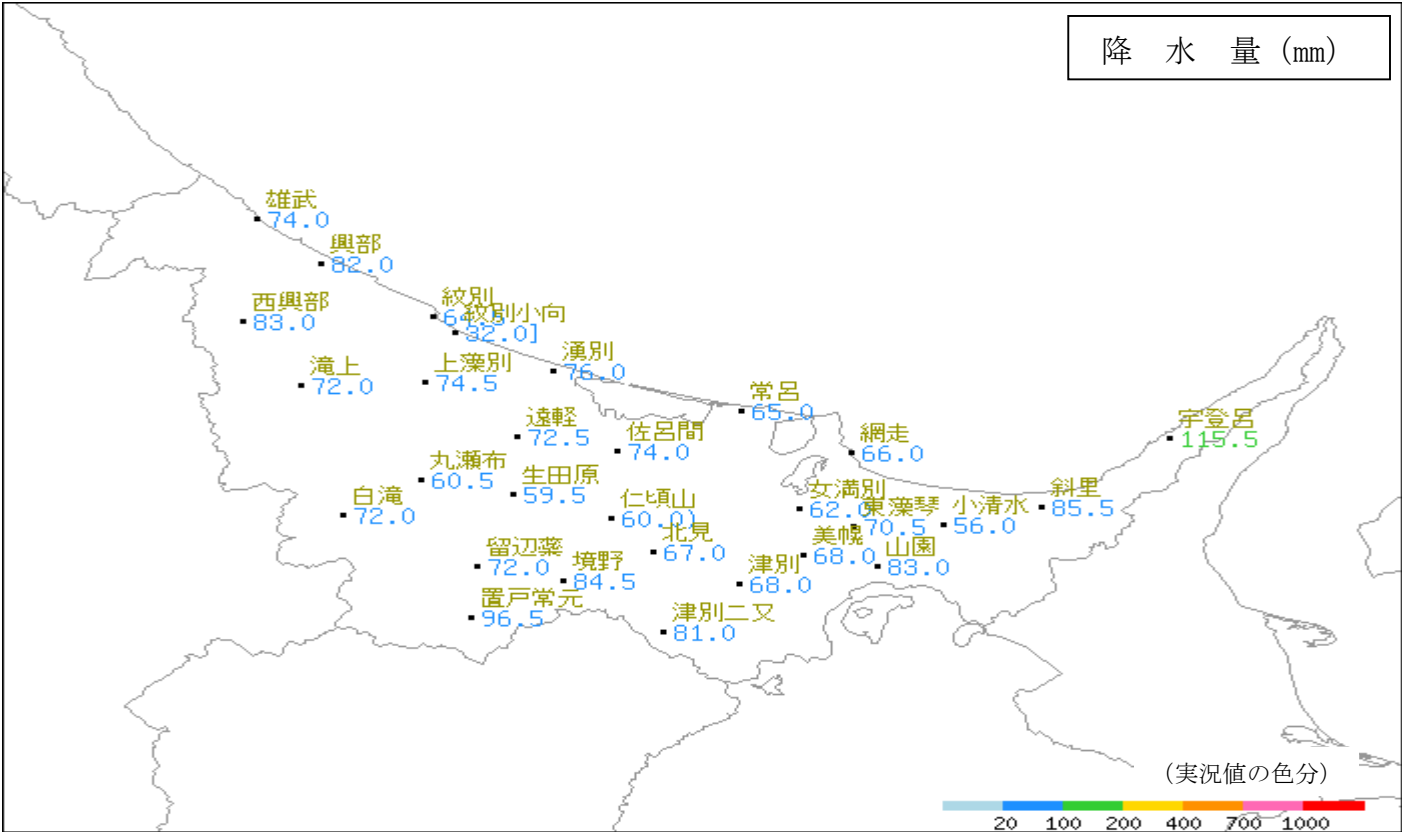 降 水 量 (mm)
雄武
74.0
興部
82.0
西興部
83.0
紋別
64.5
紋別小向
32.0]
滝上
72.0
上藻別
74.5
湧別
76.0
常呂
65.0
遠軽
72.5
佐呂間
74.0
網走
66.0
宇登呂
115.5
丸瀬布
60.5
生田原
59.5
白滝
72.0
仁頃山
60.0)
女満別
62.0
東藻琴
70.5
小清水
56.0
斜里
85.5
北見
67.0
美幌
68.0
山園
83.0
留辺蘂
72.0
境野
84.5
津別
68.0
置戸常元
96.5
津別二又
81.0
(実況値の色分)
20 100 200 400 700 1000